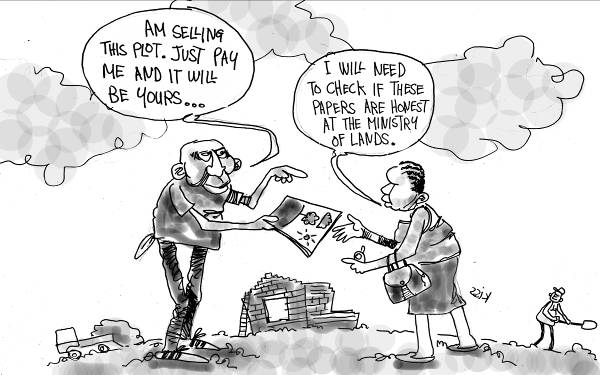 AM SELLING
THIS PLOT. JUST PAY
ME AND IT WILL
BE YOURS...
I WILL NEED
TO CHECK IF THESE
PAPERS ARE HONEST
AT THE MINISTRY
OF LANDS.